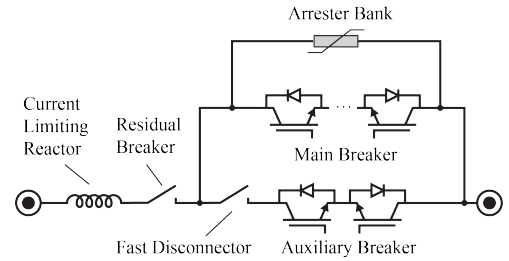 Arrester Bank
Current
Limiting
Reactor
Residual
Breaker
Main Breaker
Fast Disconnector
Auxiliary Breaker